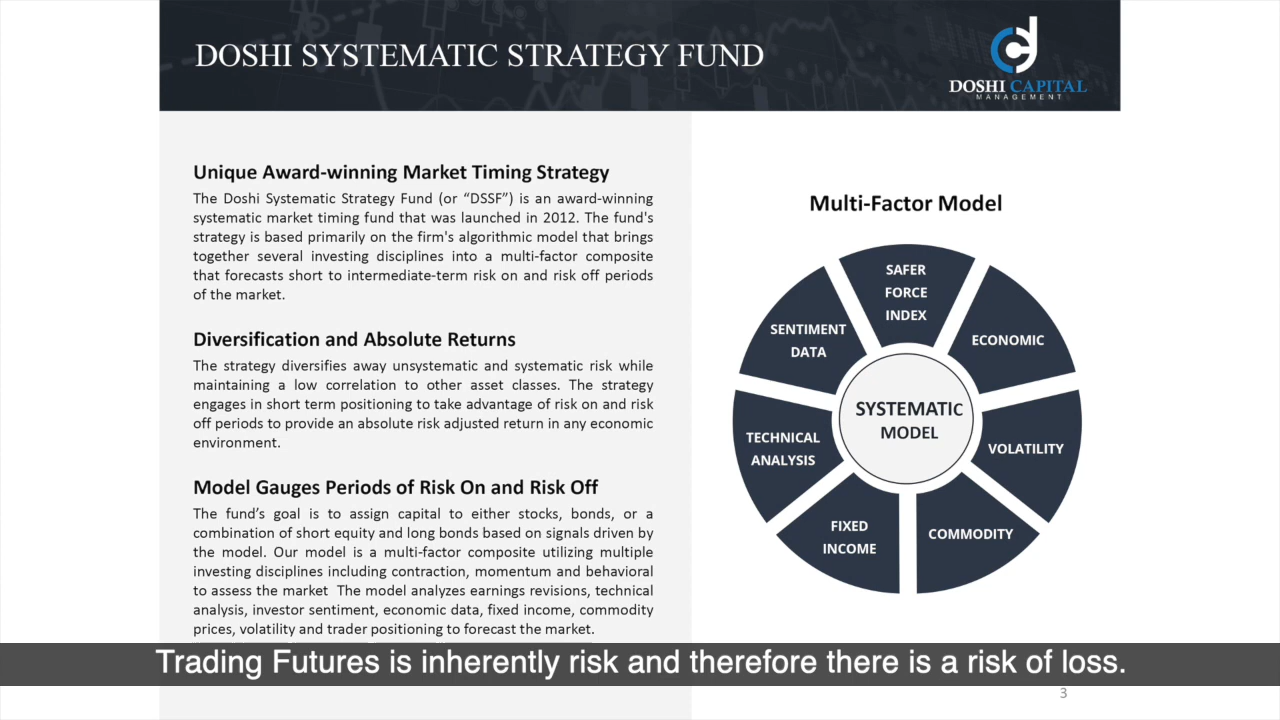 DOSHI SYSTEMATIC STRATEGY FUND
DOSHI CAPITAL
MANAGEMENT
Unique Award-winning Market Timing Strategy
The Doshi Systematic Strategy Fund (or “DSSF”) is an award-winning
systematic market timing fund that was launched in 2012. The fund's
strategy is based primarily on the firm's algorithmic model that brings
together several investing disciplines into a multi-factor composite
that forecasts short to intermediate-term risk on and risk off periods
of the market.
Diversification and Absolute Returns
The strategy diversifies away unsystematic and systematic risk while
maintaining a low correlation to other asset classes. The strategy
engages in short term positioning to take advantage of risk on and risk
off periods to provide an absolute risk adjusted return in any economic
environment.
Model Gauges Periods of Risk On and Risk Off
The fund’s goal is to assign capital to either stocks, bonds, or a
combination of short equity and long bonds based on signals driven by
the model. Our model is a multi-factor composite utilizing multiple
investing disciplines including contraction, momentum and behavioral
to assess the market The model analyzes earnings revisions, technical
analysis, investor sentiment, economic data, fixed income, commodity
prices, volatility and trader positioning to forecast the market.
Multi-Factor Model
SAFER
FORCE
INDEX
ECONOMIC
VOLATILITY
COMMODITY
FIXED
INCOME
TECHNICAL
ANALYSIS
SENTIMENT
DATA
SYSTEMATIC
MODEL
Trading Futures is inherently risk and therefore there is a risk of loss.
3